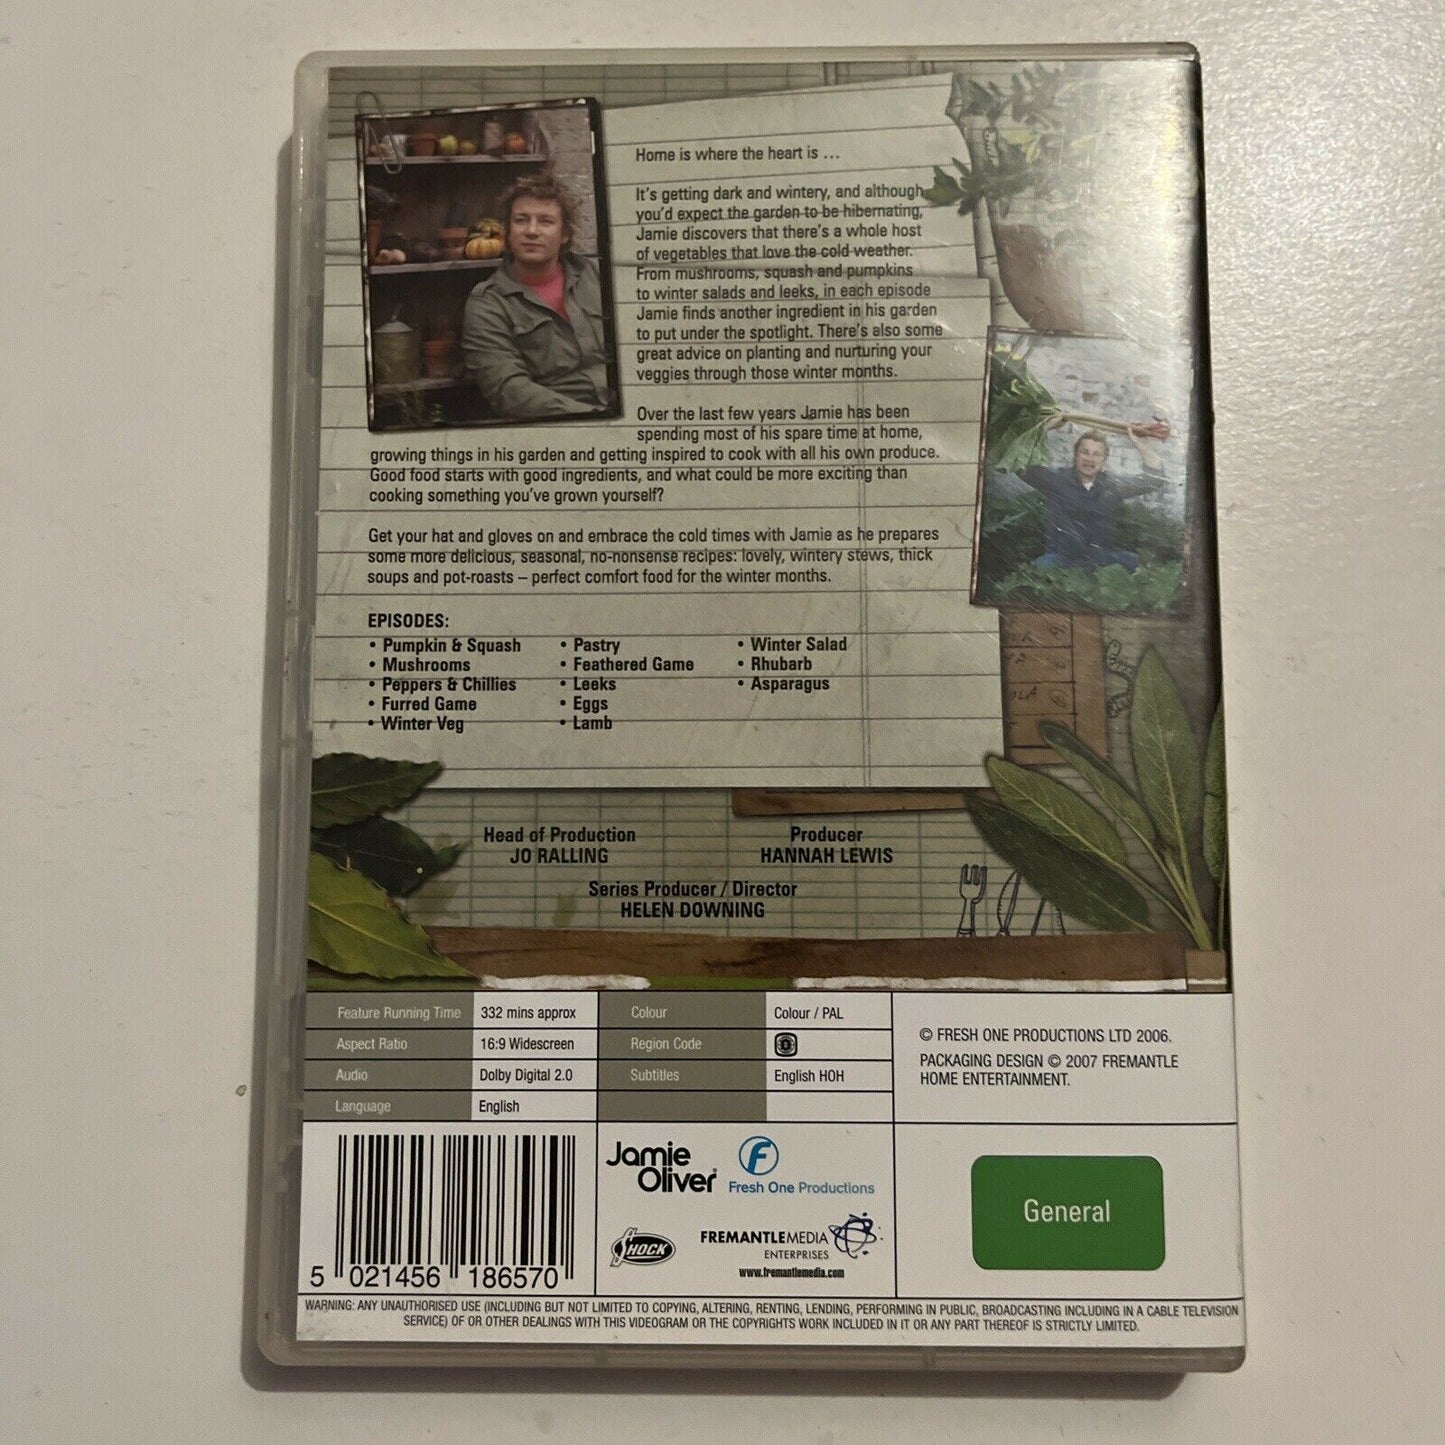 Home is where the heart is ...
It's getting dark and wintery, and although
you'd expect the garden to be hibernating,
Jamie discovers that there's a whole host
of vegetables that love the cold weather.
From mushrooms, squash and pumpkins
to winter salads and leeks, in each episode
Jamie finds another ingredient in his garden
to put under the spotlight. There's also some
great advice on planting and nurturing your
veggies through those winter months.
Over the last few years Jamie has been
spending most of his spare time at home,
growing things in his garden and getting inspired to cook with all his own produce.
Good food starts with good ingredients, and what could be more exciting than
cooking something you've grown yourself?
Get your hat and gloves on and embrace the cold times with Jamie as he prepares
some more delicious, seasonal, no-nonsense recipes: lovely, wintery stews, thick
soups and pot-roasts – perfect comfort food for the winter months.
EPISODES:
• Pumpkin & Squash
• Mushrooms
• Peppers & Chillies
• Furred Game
• Winter Veg
• Pastry
• Feathered Game
• Leeks
• Eggs
• Lamb
• Winter Salad
• Rhubarb
• Asparagus
Head of Production
JO RALLING
Producer
HANNAH LEWIS
Series Producer / Director
HELEN DOWNING
Feature Running Time 332 mins approx
Aspect Ratio 16:9 Widescreen
Audio Dolby Digital 2.0
Language English
Colour Colour / PAL
Region Code
Subtitles English HOH
© FRESH ONE PRODUCTIONS LTD 2006.
PACKAGING DESIGN © 2007 FREMANTLE
HOME ENTERTAINMENT.
5 021456 186570
Jamie
Oliver
F
Fresh One Productions
SHOCK
FREMANTLEMEDIA
ENTERPRISES
www.fremantlemedia.com
General
WARNING: ANY UNAUTHORISED USE (INCLUDING BUT NOT LIMITED TO COPYING, ALTERING, RENTING, LENDING, PERFORMING IN PUBLIC, BROADCASTING INCLUDING IN A CABLE TELEVISION
SERVICE) OF OR OTHER DEALINGS WITH THIS VIDEOGRAM OR THE COPYRIGHTS WORK INCLUDED IN IT OR ANY PART THEREOF IS STRICTLY LIMITED.